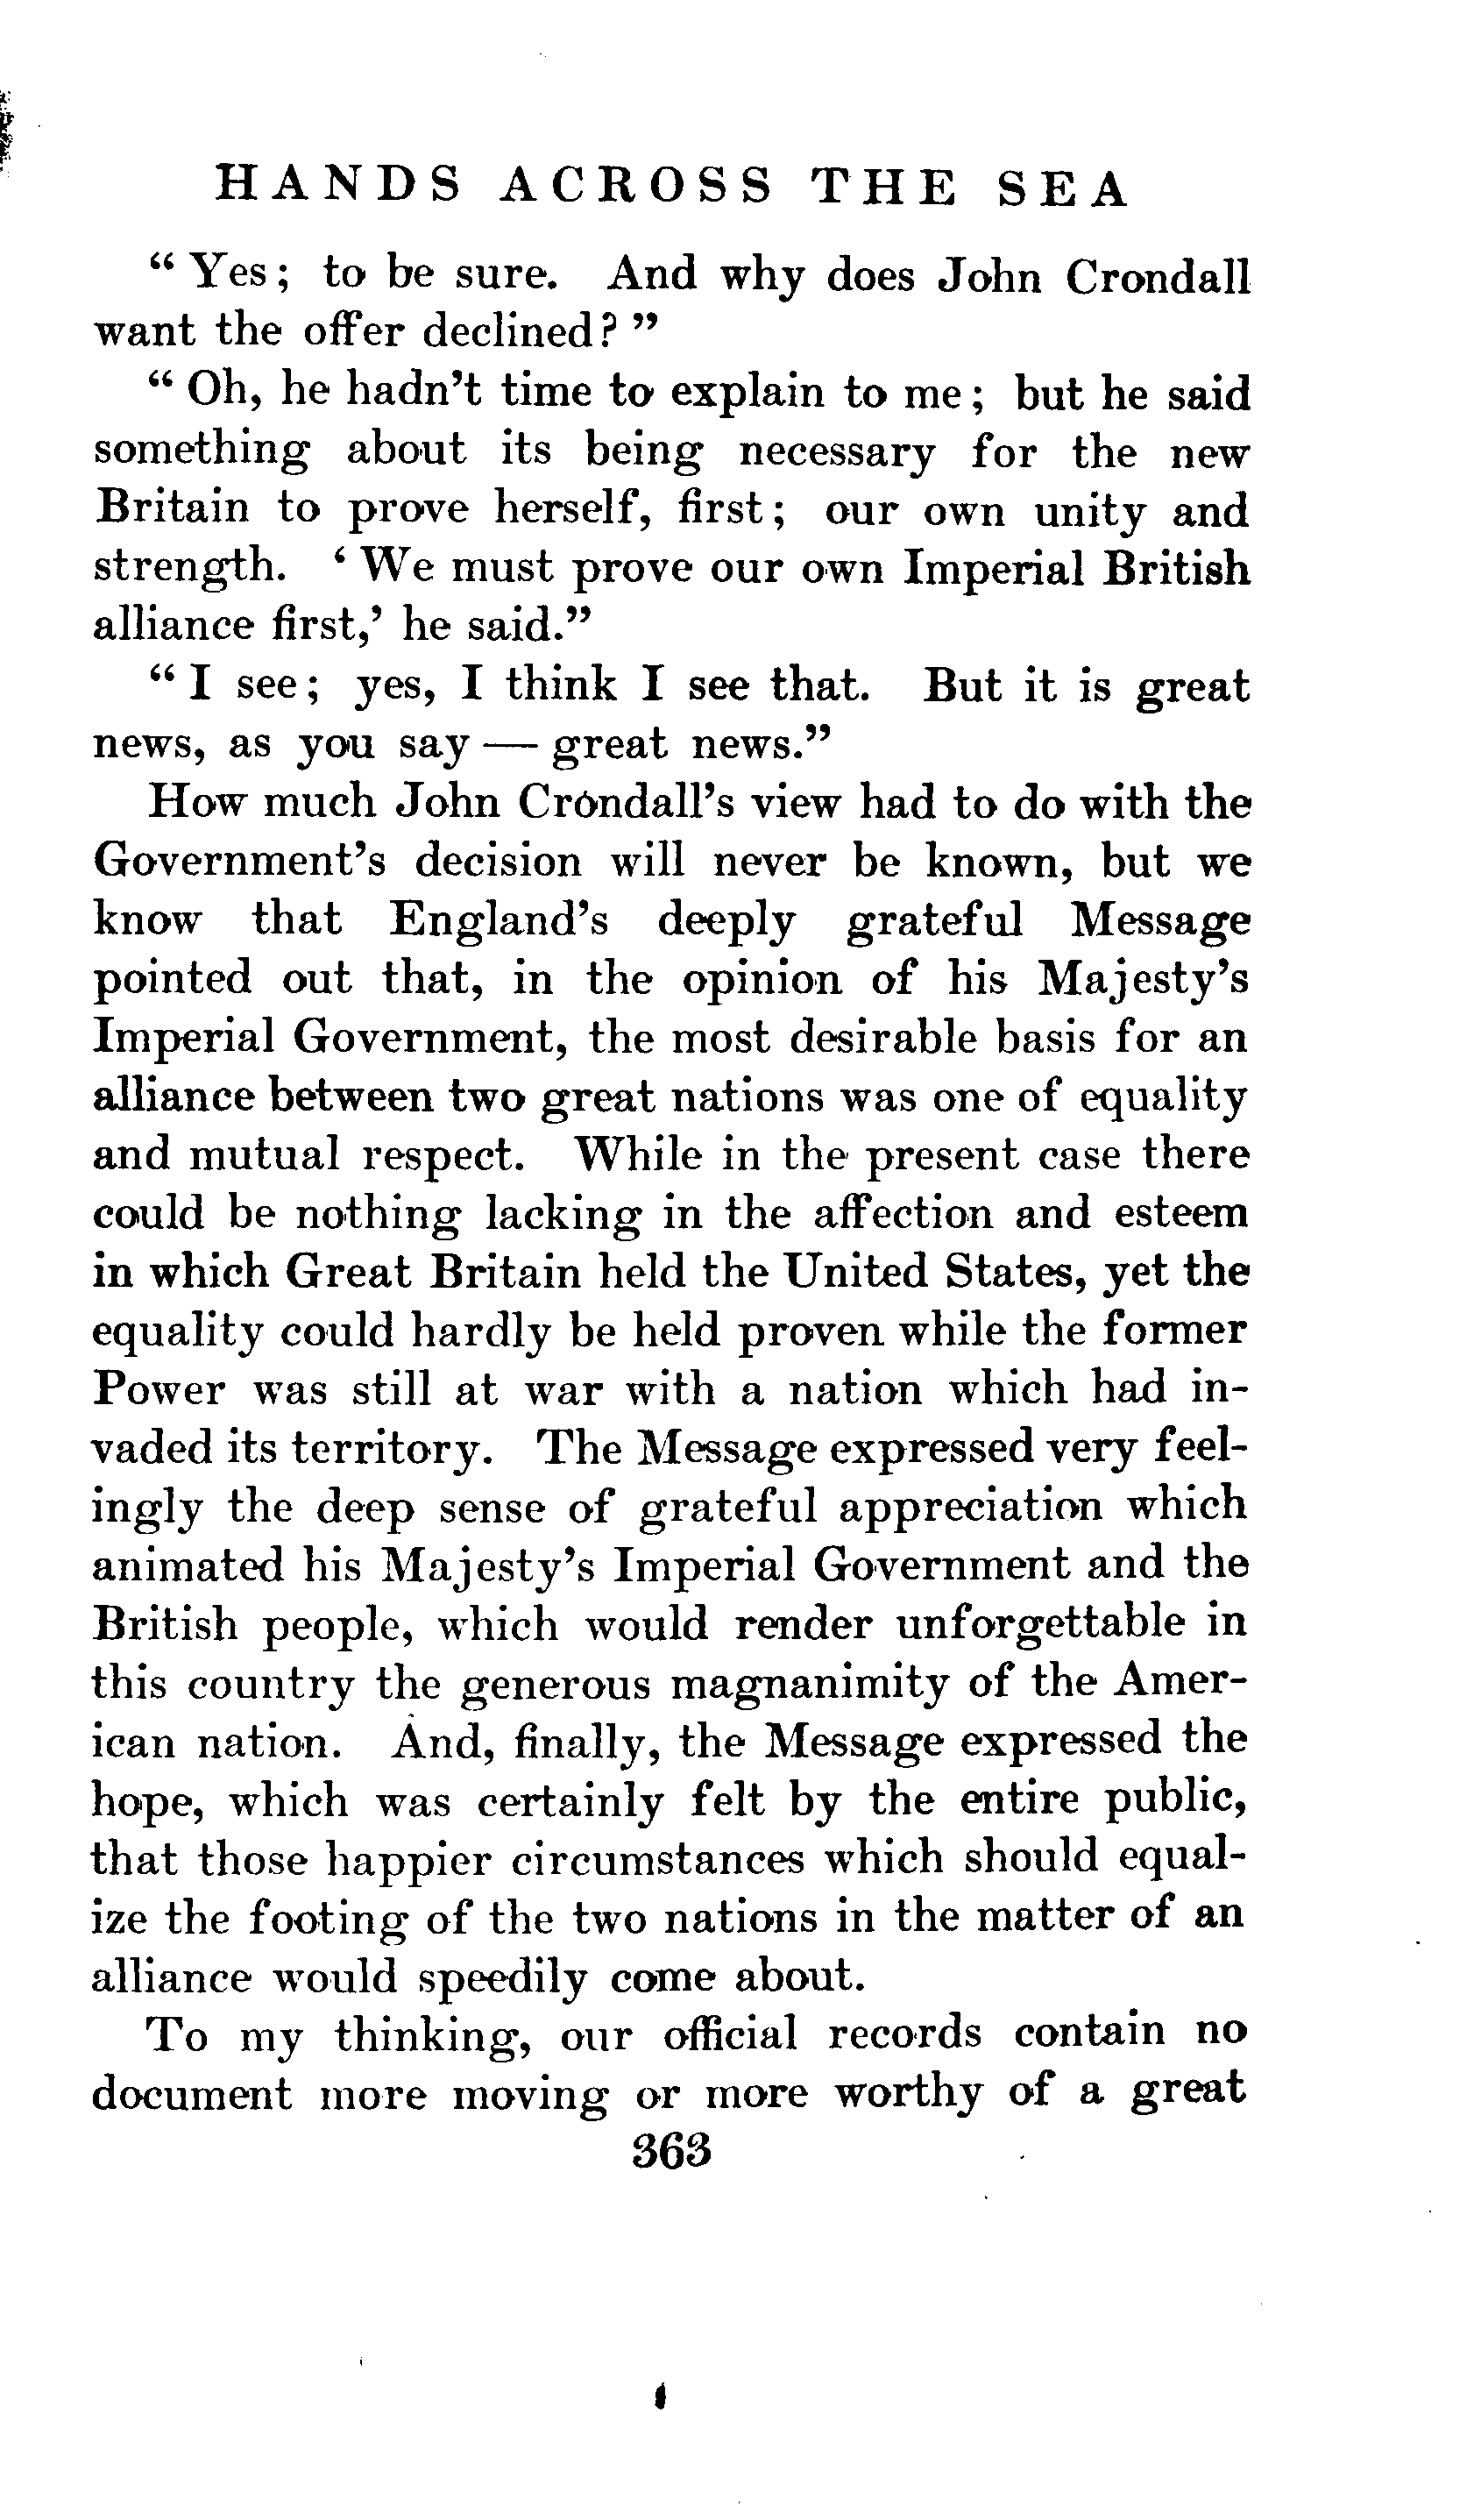 HANDS ACROSS THE SEA
"Yes; to be sure. And why does John Crondall
want the offer declined?"
"Oh, he hadn't time to explain to me; but he said
something about its being necessary for the new
Britain to prove herself, first; our own unity and
strength. 'We must prove our own Imperial British
alliance first,' he said."
"I see; yes, I think I see that. But it is great
news, as you say — great news."
How much John Crondall's view had to do with the
Government's decision will never be known, but we
know that England's deeply grateful Message
pointed out that, in the opinion of his Majesty's
Imperial Government, the most desirable basis for an
alliance between two great nations was one of equality
and mutual respect. While in the present case there
could be nothing lacking in the affection and esteem
in which Great Britain held the United States, yet the
equality could hardly be held proven while the former
Power was still at war with a nation which had in-
vaded its territory. The Message expressed very feel-
ingly the deep sense of grateful appreciation which
animated his Majesty's Imperial Government and the
British people, which would render unforgettable in
this country the generous magnanimity of the Amer-
ican nation. And, finally, the Message expressed the
hope, which was certainly felt by the entire public,
that those happier circumstances which should equal-
ize the footing of the two nations in the matter of an
alliance would speedily come about.
To my thinking, our official records contain no
document more moving or more worthy of a great
363